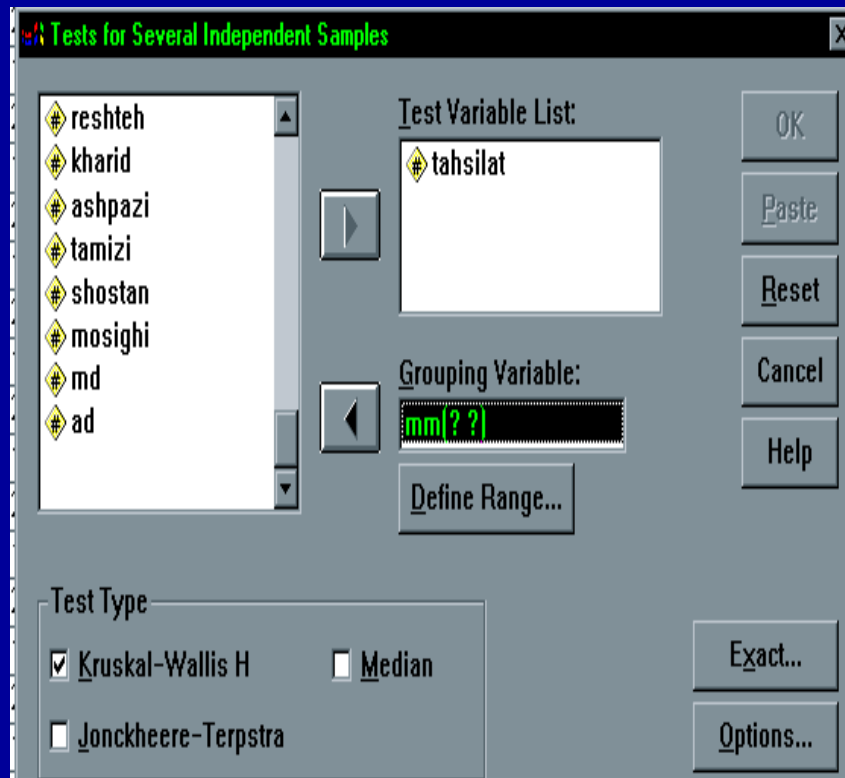 Tests for Several Independent Samples
reshteh
kharid
ashpazi
tamizi
shostan
mosighi
md
ad
Test Variable List:
tahsilat
Grouping Variable:
mm(? ?)
Define Range...
OK
Paste
Reset
Cancel
Help
Test Type
Kruskal-Wallis H
Median
Jonckheere-Terpstra
Exact...
Options...